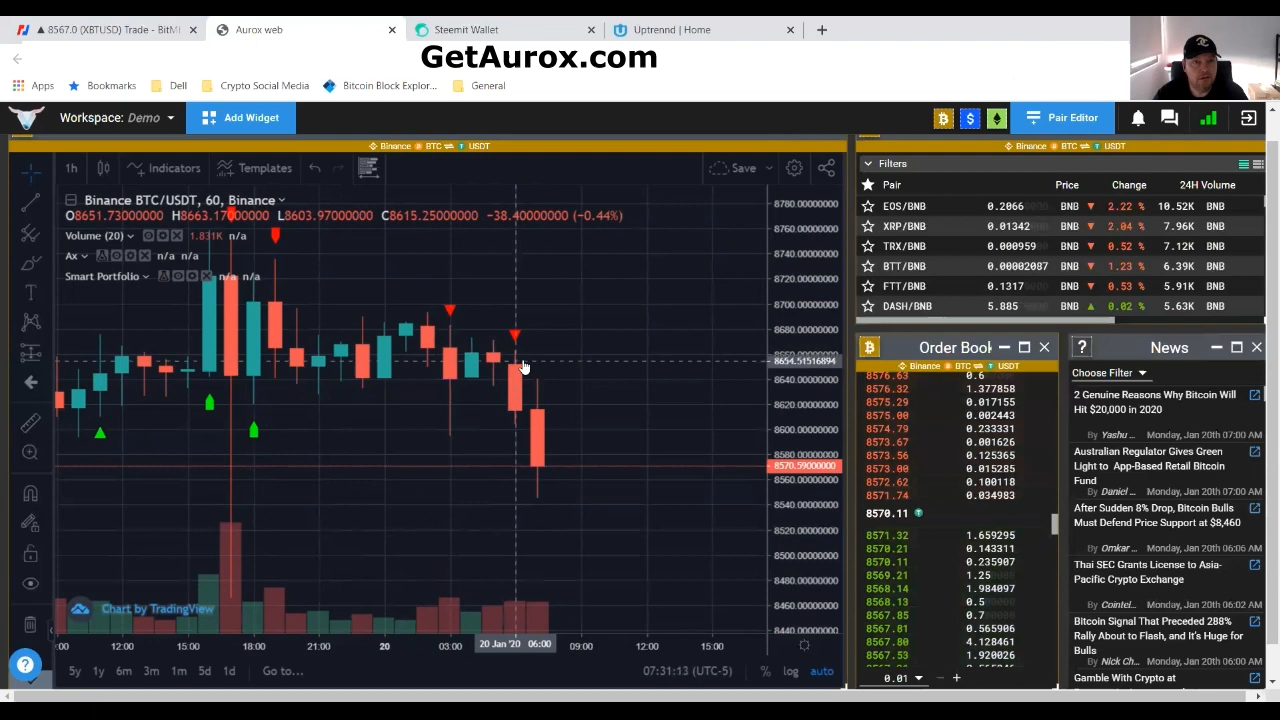 8567.0 (XBTUSD) Trade - BitM
Aurox web
Steemit Wallet
Uptrend | Home
GetAurox.com
Apps
Bookmarks
Dell
Crypto Social Media
Bitcoin Block Explor...
General
Workspace: Demo
Add Widget
Pair Editor
Binance BTC USDT
1h
Indicators
Templates
Save
Binance BTC/USDT, 60, Binance
O8651.73000000 H8663.17000000 L8603.97000000 C8615.25000000 −38.40000000 (−0.44%)
Volume (20) 1.831K n/a
Ax n/a n/a
Smart Portfolio n/a n/a
8780.00000000
8760.00000000
8740.00000000
8720.00000000
8700.00000000
8680.00000000
8654.51516894
8640.00000000
8620.00000000
8600.00000000
8580.00000000
8570.59000000
8560.00000000
8540.00000000
8520.00000000
8500.00000000
8480.00000000
8460.00000000
8440.00000000
Chart by TradingView
:00 12:00 15:00 18:00 21:00 20 03:00 20 Jan '20 06:00 09:00 12:00 15:00
5y 1y 6m 3m 1m 5d 1d Go to... 07:31:13 (UTC-5) % log auto
Binance BTC USDT
Filters
Pair Price Change 24H Volume
EOS/BNB 0.2066 BNB 2.22 % 10.52K BNB
XRP/BNB 0.01342 BNB 2.04 % 7.96K BNB
TRX/BNB 0.000959 BNB 0.52 % 7.12K BNB
BTT/BNB 0.00002087 BNB 1.23 % 6.39K BNB
FTT/BNB 0.1317 BNB 0.53 % 5.91K BNB
DASH/BNB 5.885 BNB 0.02 % 5.63K BNB
Order Book
Binance BTC USDT
8576.63 0.6
8576.32 1.377858
8575.29 0.017155
8575.00 0.002443
8574.79 0.233331
8573.67 0.001626
8573.56 0.125365
8573.00 0.015285
8572.62 0.100118
8571.74 0.034983
8570.11
8571.32 1.659295
8570.21 0.143311
8570.11 0.235907
8569.21 1.25
8568.14 1.984097
8568.13 0.5
8567.85 0.7
8567.81 0.565906
8567.80 4.128461
8567.53 1.920026
0.01
News
Choose Filter
2 Genuine Reasons Why Bitcoin Will
Hit $20,000 in 2020
By Yashu ... Monday, Jan 20th 07:00 AM
Australian Regulator Gives Green
Light to App-Based Retail Bitcoin
Fund
By Daniel ... Monday, Jan 20th 07:00 AM
After Sudden 8% Drop, Bitcoin Bulls
Must Defend Price Support at $8,460
By Omkar ... Monday, Jan 20th 06:06 AM
Thai SEC Grants License to Asia-
Pacific Crypto Exchange
By Cointel... Monday, Jan 20th 06:02 AM
Bitcoin Signal That Preceded 288%
Rally About to Flash, and It's Huge for
Bulls
By Nick Ch... Monday, Jan 20th 06:00 AM
Gamble With Crypto at